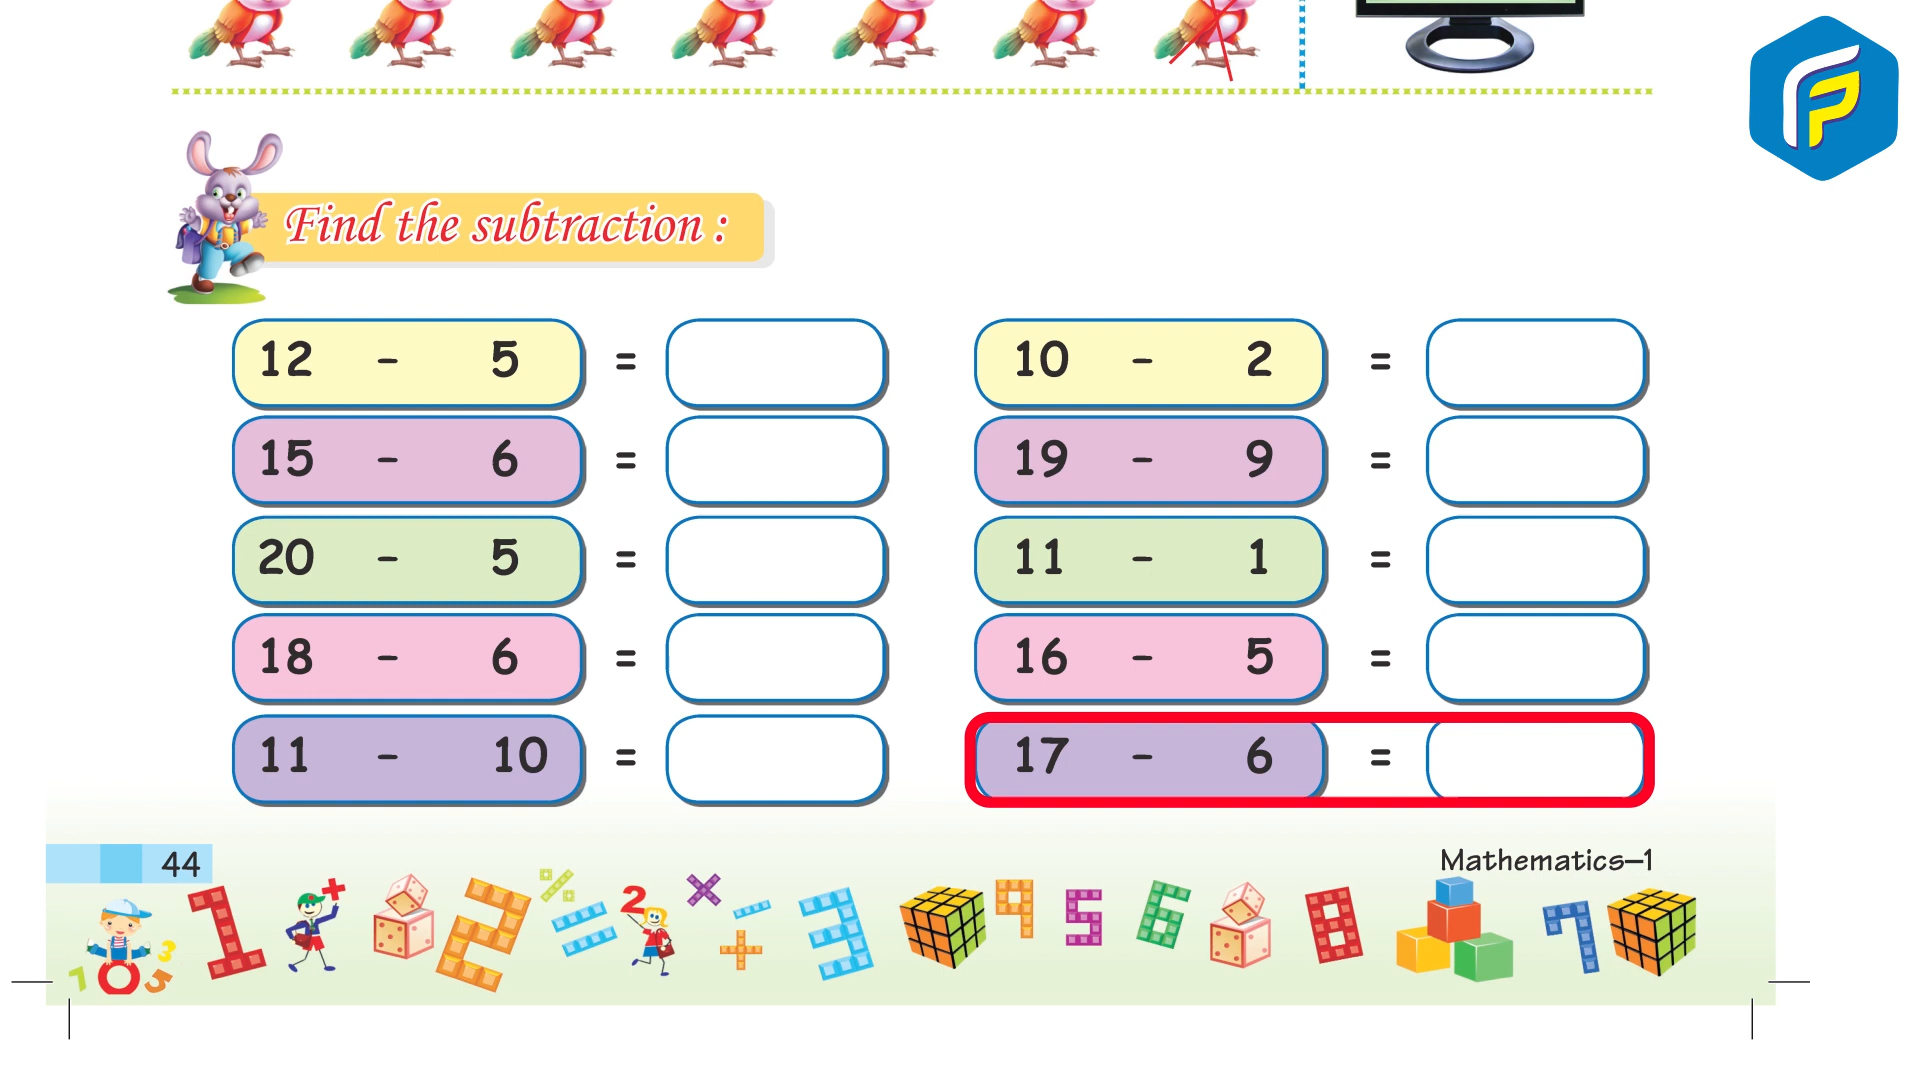 Find the subtraction :
12 - 5 =
10 - 2 =
15 - 6 =
19 - 9 =
20 - 5 =
11 - 1 =
18 - 6 =
16 - 5 =
11 - 10 =
17 - 6 =
44
Mathematics–1